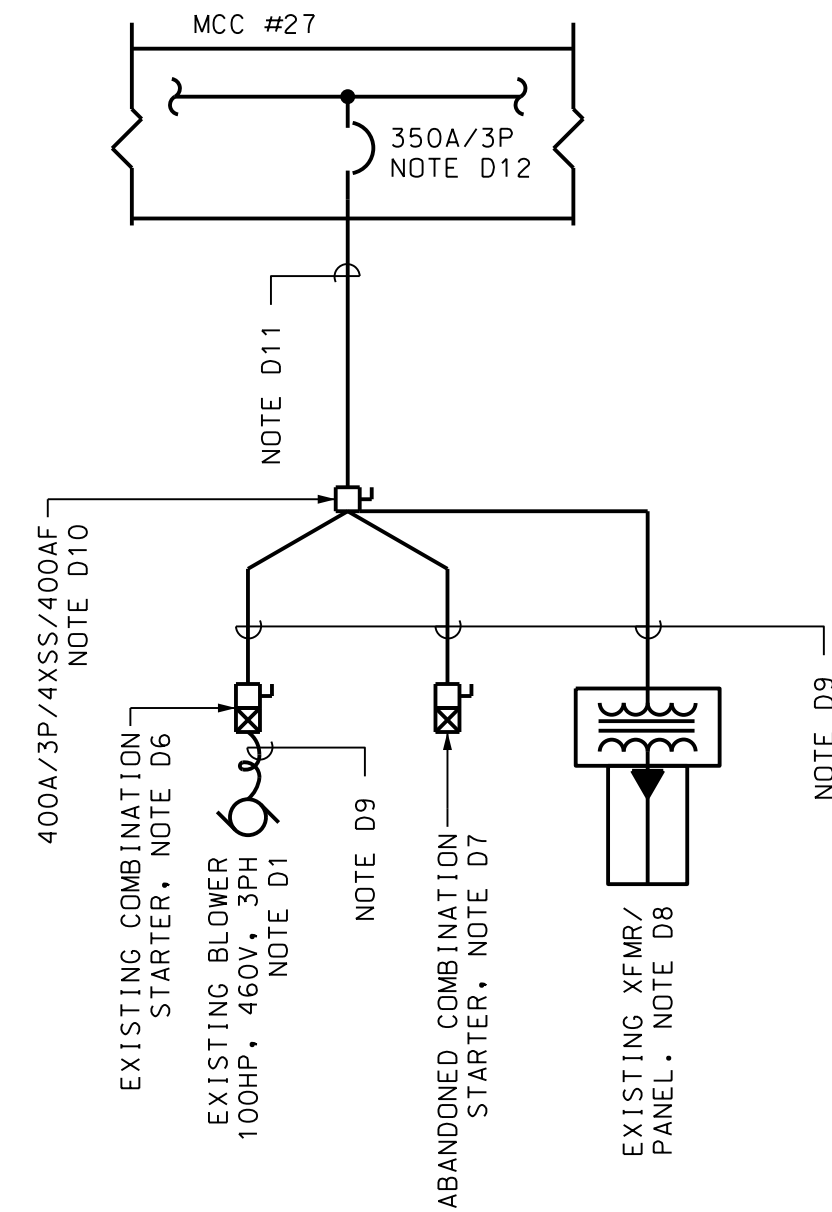 MCC #27
350A/3P
NOTE D12
NOTE D11
400A/3P/4XSS/400AF
NOTE D10
NOTE D9
EXISTING COMBINATION
STARTER, NOTE D6
EXISTING BLOWER
100HP, 460V, 3PH
NOTE D1
NOTE D9
ABANDONED COMBINATION
STARTER, NOTE D7
EXISTING XFMR/
PANEL. NOTE D8